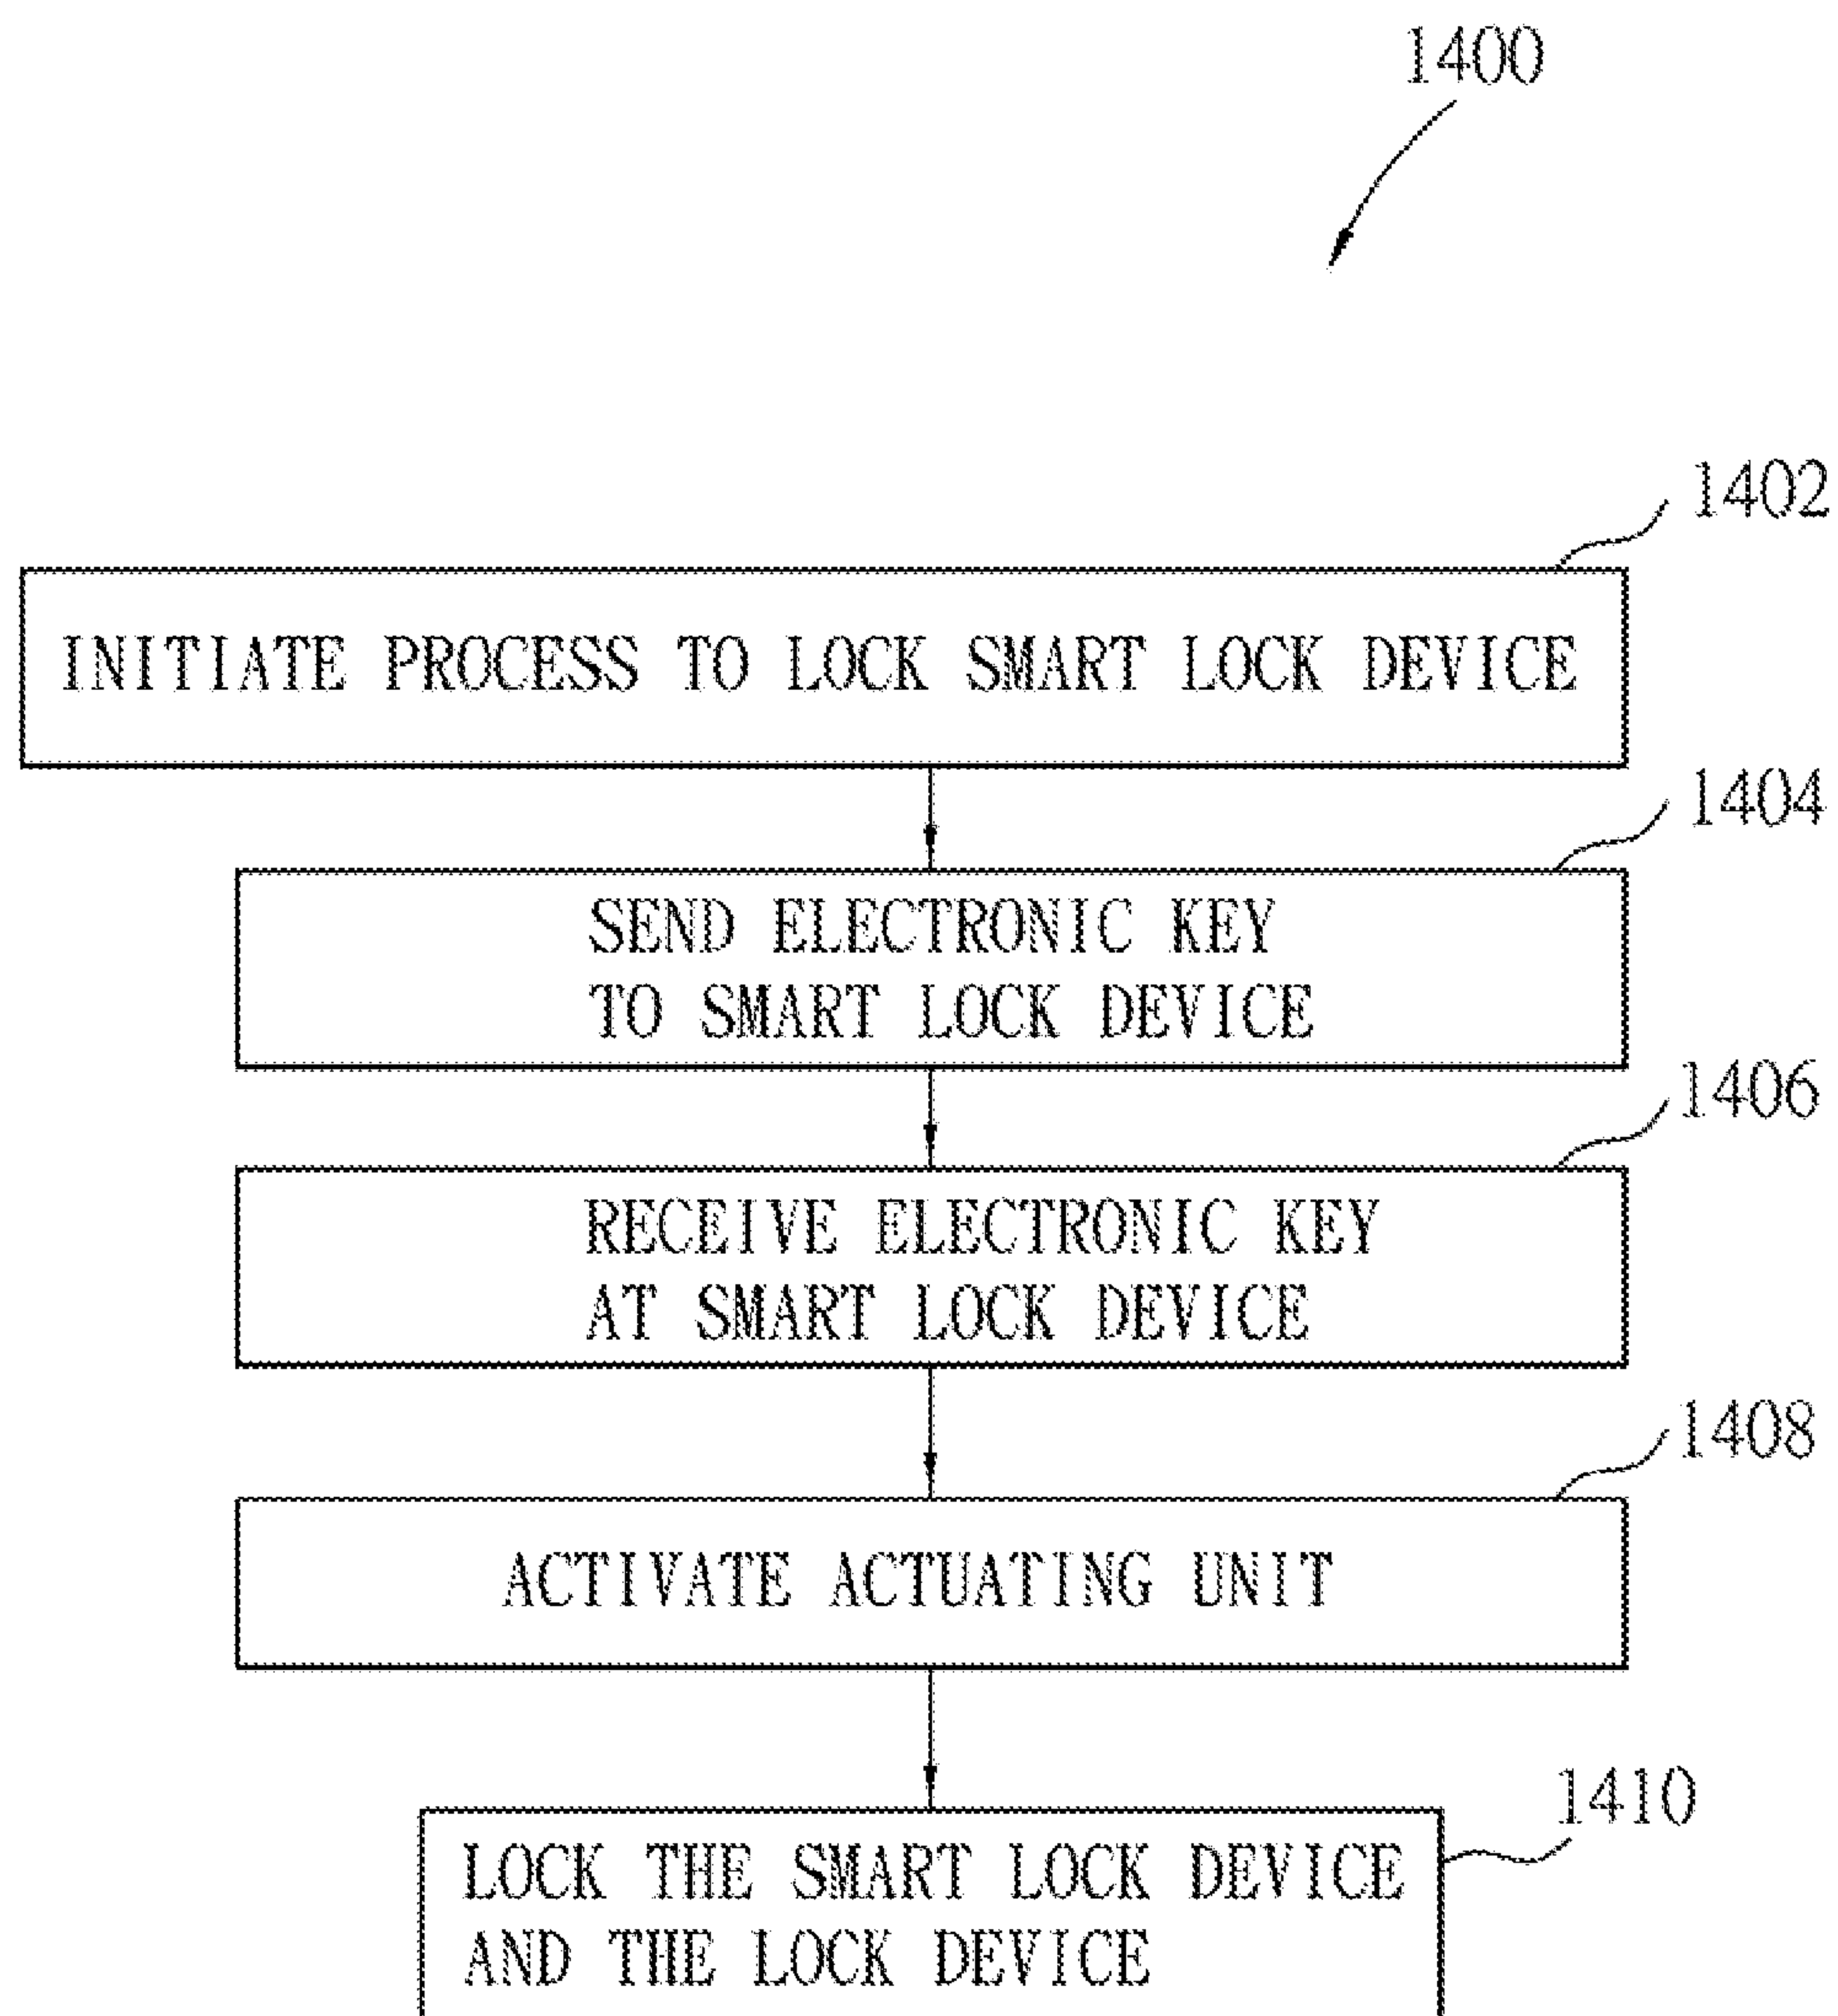 1400
1402
INITIATE PROCESS TO LOCK SMART LOCK DEVICE
1404
SEND ELECTRONIC KEY
TO SMART LOCK DEVICE
1406
RECEIVE ELECTRONIC KEY
AT SMART LOCK DEVICE
1408
ACTIVATE ACTUATING UNIT
1410
LOCK THE SMART LOCK DEVICE
AND THE LOCK DEVICE